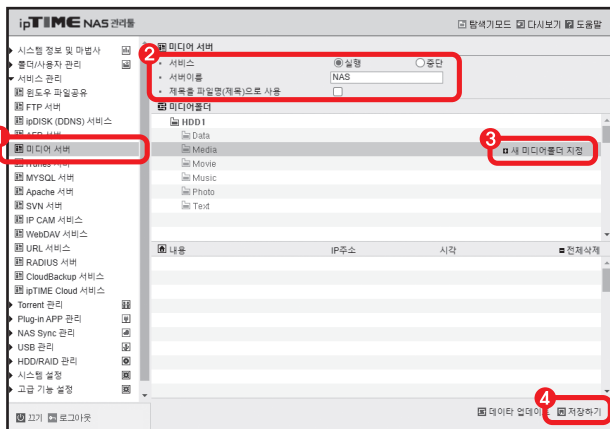 ipTIME NAS 관리툴
탐색기모드 다시보기 도움말
시스템 정보 및 마법사
폴더/사용자 관리
서비스 관리
윈도우 파일공유
FTP 서버
ipDISK (DDNS) 서비스
AFP 서버
1
미디어 서버
iTunes 서버
MYSQL 서버
Apache 서버
SVN 서버
IP CAM 서비스
WebDAV 서비스
URL 서비스
RADIUS 서버
CloudBackup 서비스
ipTIME Cloud 서비스
Torrent 관리
Plug-in APP 관리
NAS Sync 관리
USB 관리
HDD/RAID 관리
시스템 설정
고급 기능 설정
끄기 로그아웃
미디어 서버
2
서비스 실행 중단
서버이름 NAS
제목을 파일명(제목)으로 사용
미디어폴더
HDD1
Data
Media
3
새 미디어폴더 지정
Movie
Music
Photo
Text
내용 IP주소 시각 전체삭제
4
데이타 업데이트 저장하기